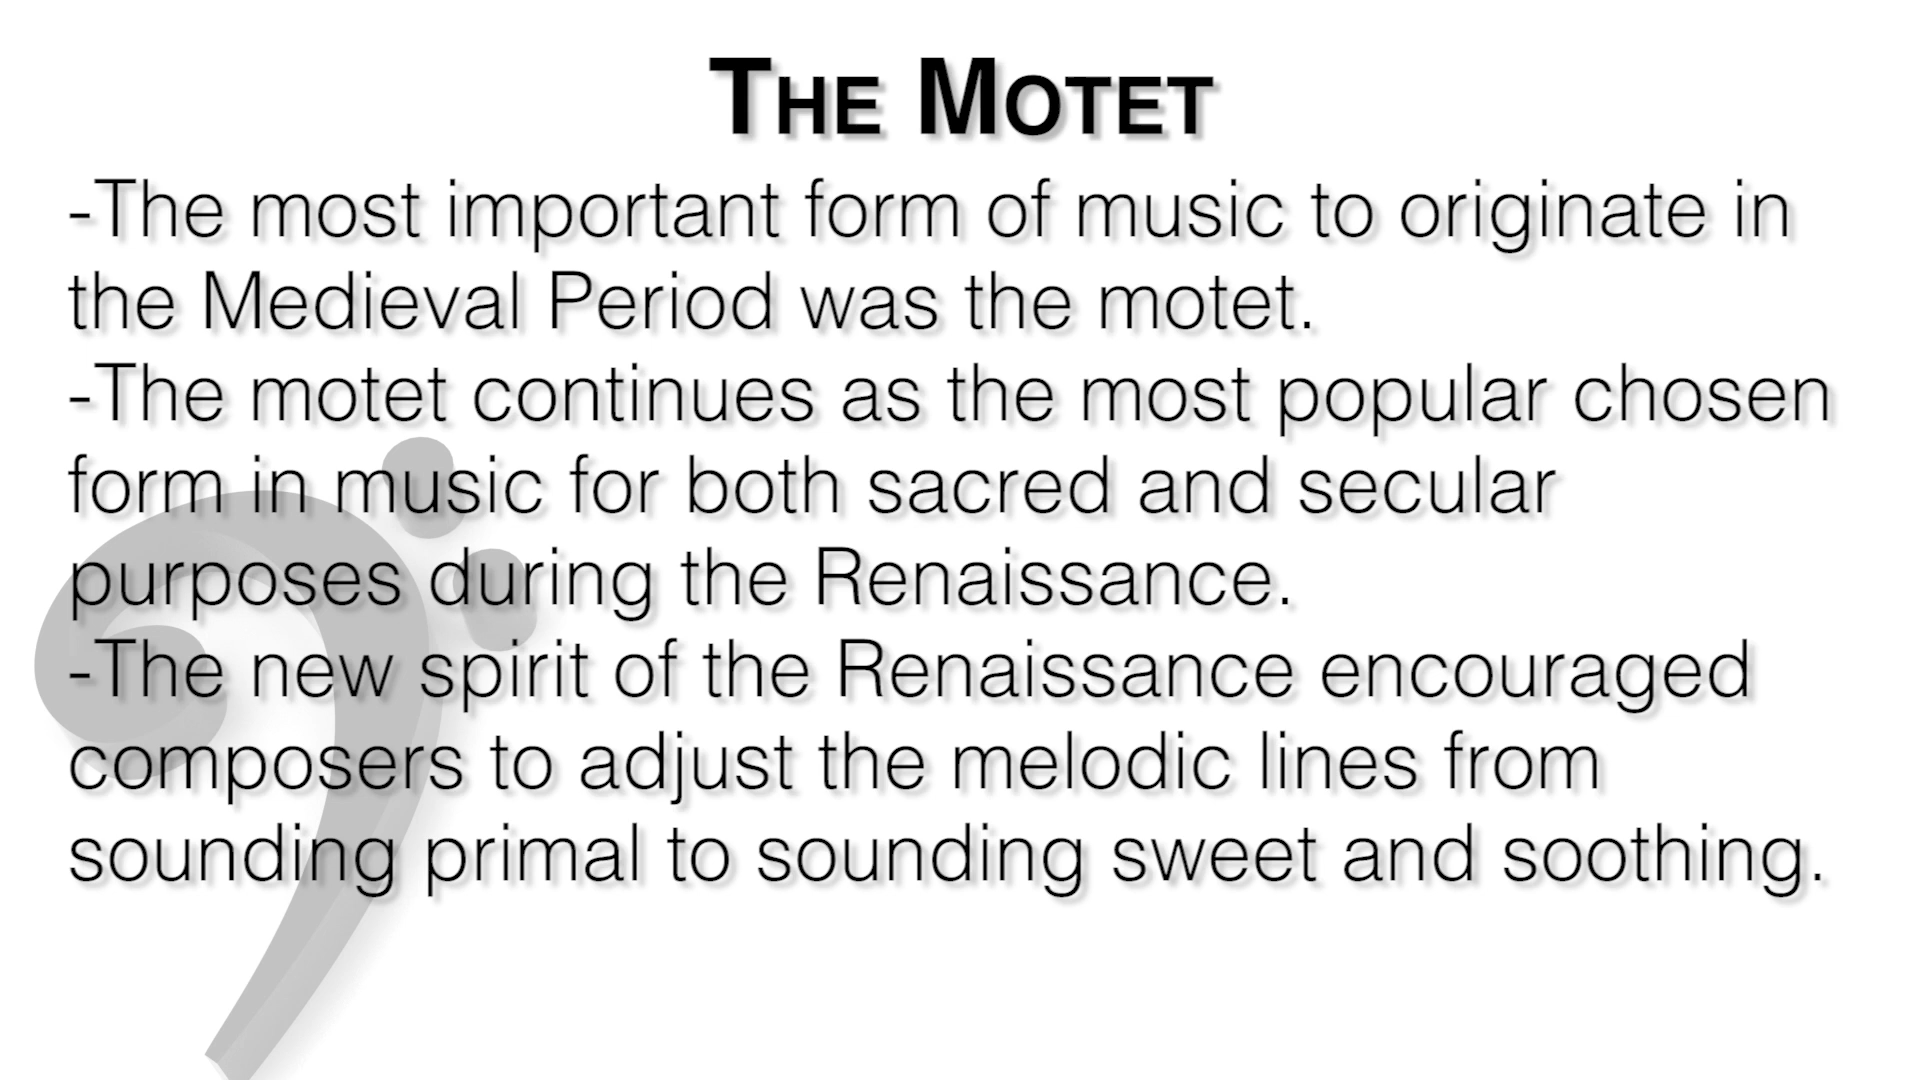 The Motet
-The most important form of music to originate in
the Medieval Period was the motet.
-The motet continues as the most popular chosen
form in music for both sacred and secular
purposes during the Renaissance.
-The new spirit of the Renaissance encouraged
composers to adjust the melodic lines from
sounding primal to sounding sweet and soothing.